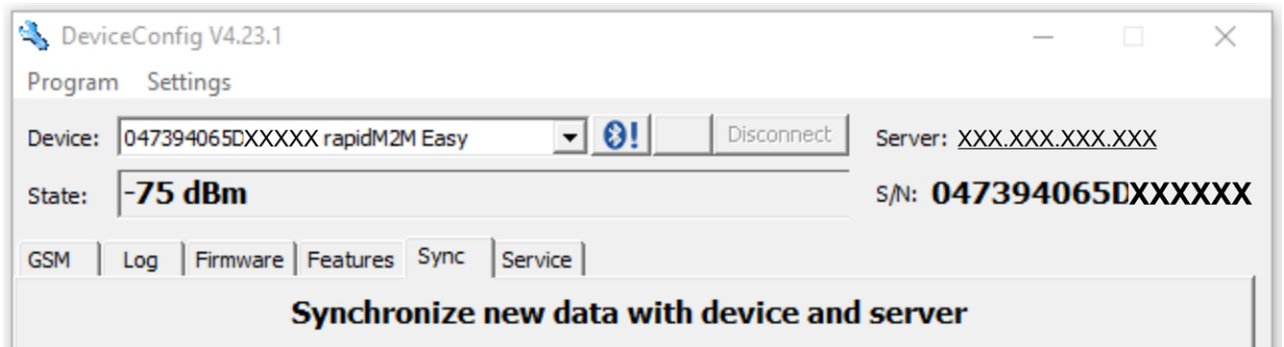 DeviceConfig V4.23.1
Program Settings
Device: 047394065DXXXXX rapidM2M Easy Disconnect Server: XXX.XXX.XXX.XXX
State: -75 dBm S/N: 047394065DXXXXXX
GSM Log Firmware Features Sync Service
Synchronize new data with device and server